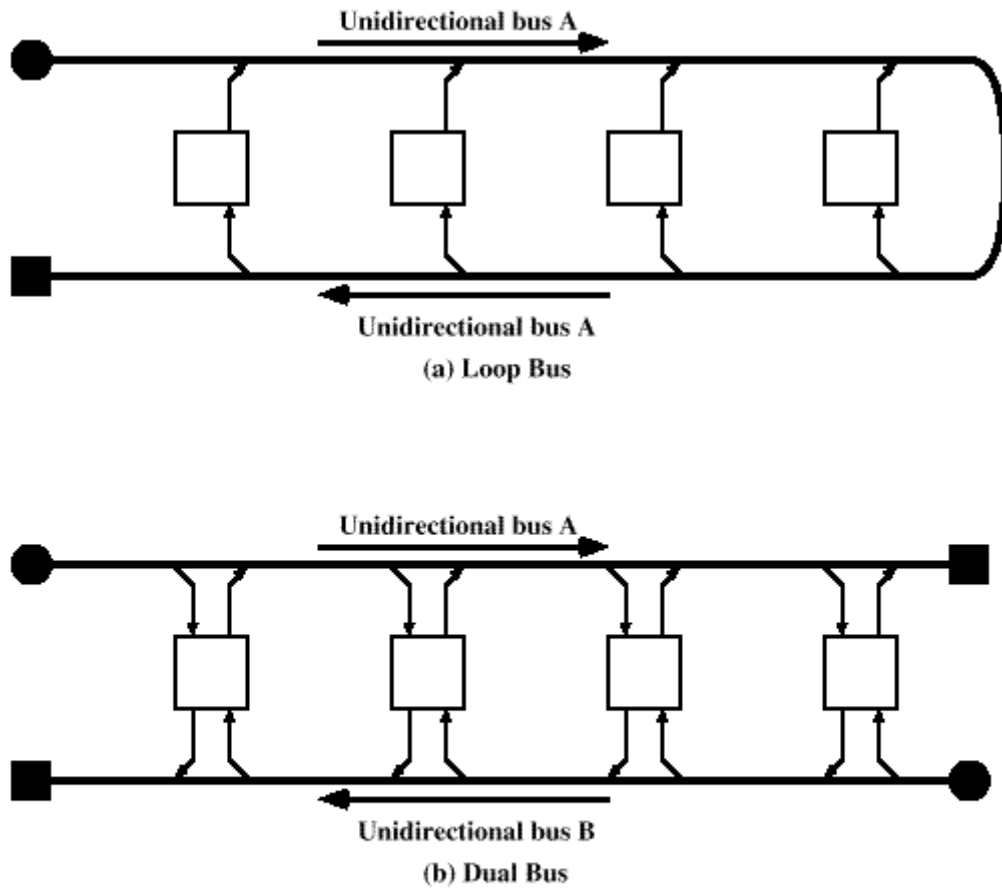 Unidirectional bus A
Unidirectional bus A
(a) Loop Bus
Unidirectional bus A
Unidirectional bus B
(b) Dual Bus